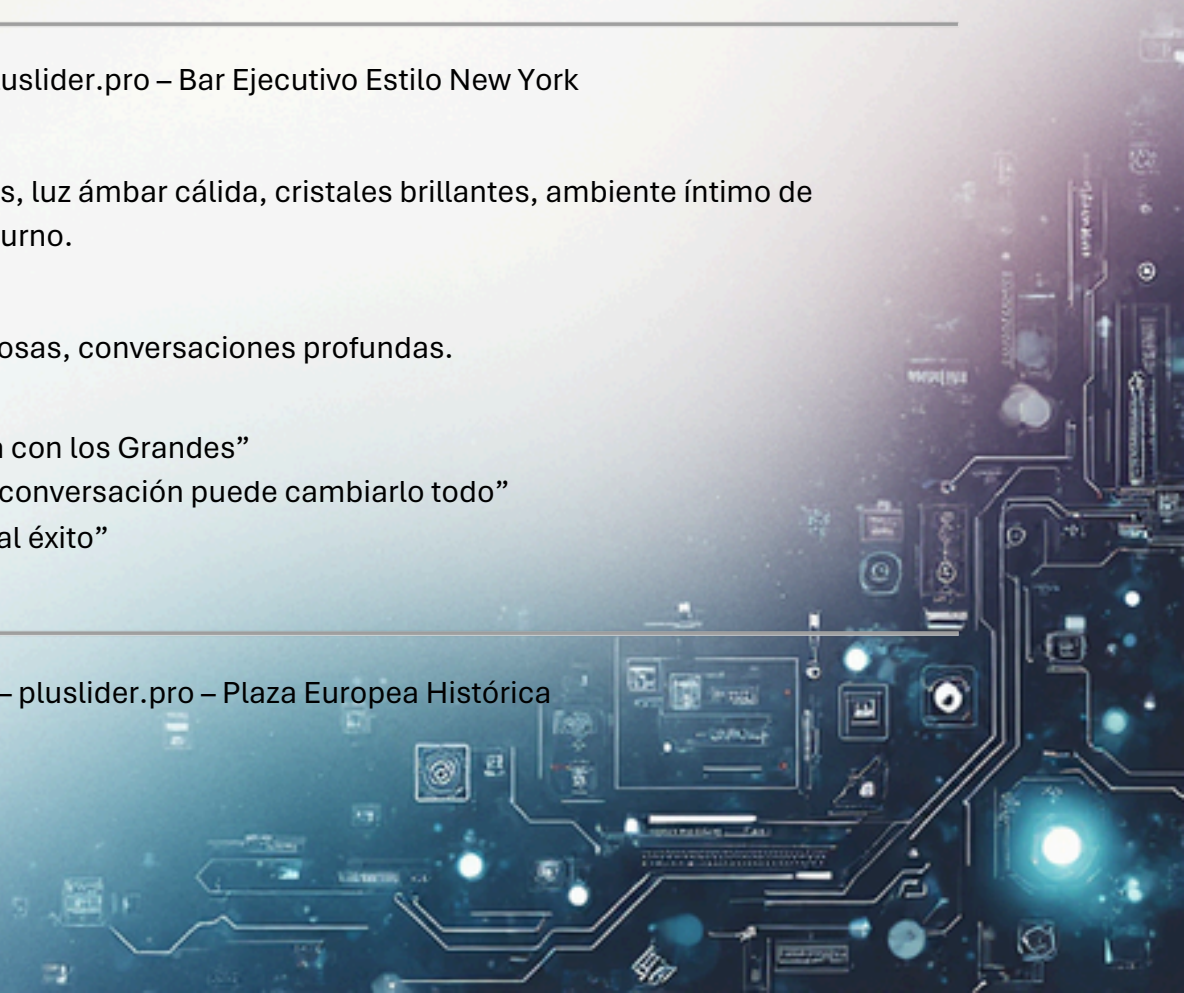 uslider.pro – Bar Ejecutivo Estilo New York
s, luz ámbar cálida, cristales brillantes, ambiente íntimo de
urno.
osas, conversaciones profundas.
con los Grandes”
conversación puede cambiarlo todo”
al éxito”
– pluslider.pro – Plaza Europea Histórica